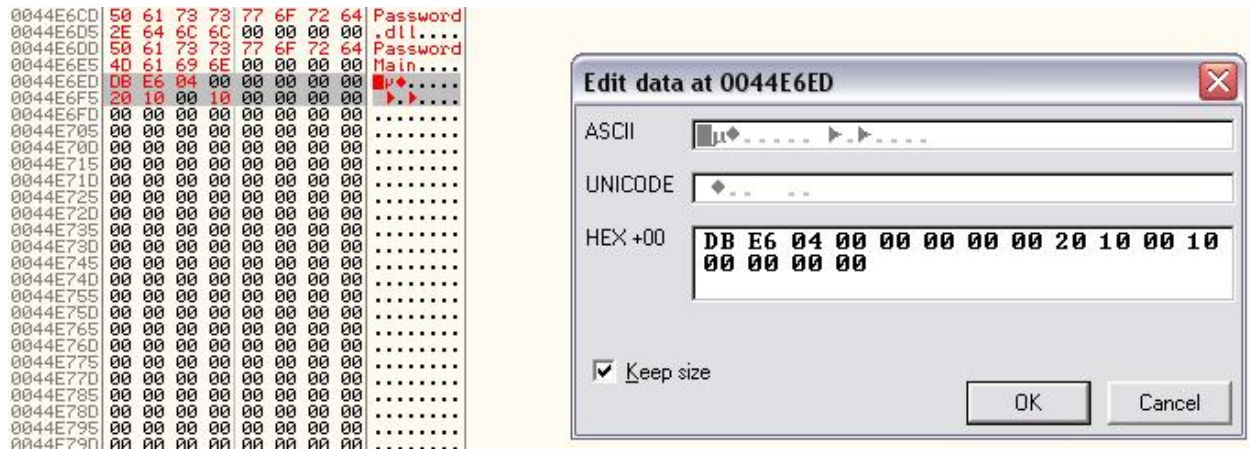 0044E6CD 50 61 73 73 77 6F 72 64 Password
0044E6D5 2E 64 6C 6C 00 00 00 00 .dll....
0044E6DD 50 61 73 73 77 6F 72 64 Password
0044E6E5 4D 61 69 6E 00 00 00 00 Main....
0044E6ED DB E6 04 00 00 00 00 00 █µ♦.....
0044E6F5 20 10 00 10 00 00 00 00 ►.►....
0044E6FD 00 00 00 00 00 00 00 00 ........
0044E705 00 00 00 00 00 00 00 00 ........
0044E70D 00 00 00 00 00 00 00 00 ........
0044E715 00 00 00 00 00 00 00 00 ........
0044E71D 00 00 00 00 00 00 00 00 ........
0044E725 00 00 00 00 00 00 00 00 ........
0044E72D 00 00 00 00 00 00 00 00 ........
0044E735 00 00 00 00 00 00 00 00 ........
0044E73D 00 00 00 00 00 00 00 00 ........
0044E745 00 00 00 00 00 00 00 00 ........
0044E74D 00 00 00 00 00 00 00 00 ........
0044E755 00 00 00 00 00 00 00 00 ........
0044E75D 00 00 00 00 00 00 00 00 ........
0044E765 00 00 00 00 00 00 00 00 ........
0044E76D 00 00 00 00 00 00 00 00 ........
0044E775 00 00 00 00 00 00 00 00 ........
0044E77D 00 00 00 00 00 00 00 00 ........
0044E785 00 00 00 00 00 00 00 00 ........
0044E78D 00 00 00 00 00 00 00 00 ........
0044E795 00 00 00 00 00 00 00 00 ........
0044E79D 00 00 00 00 00 00 00 00 ........
Edit data at 0044E6ED
ASCII █µ♦..... ►.►....
UNICODE ♦.. ..
HEX +00 DB E6 04 00 00 00 00 00 20 10 00 10
00 00 00 00
Keep size
OK Cancel